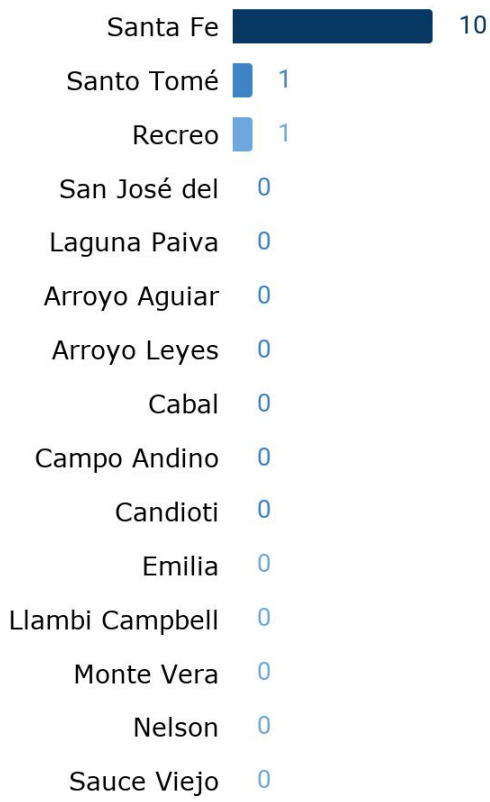 Santa Fe 10
Santo Tomé 1
Recreo 1
San José del 0
Laguna Paiva 0
Arroyo Aguiar 0
Arroyo Leyes 0
Cabal 0
Campo Andino 0
Candioti 0
Emilia 0
Llambi Campbell 0
Monte Vera 0
Nelson 0
Sauce Viejo 0